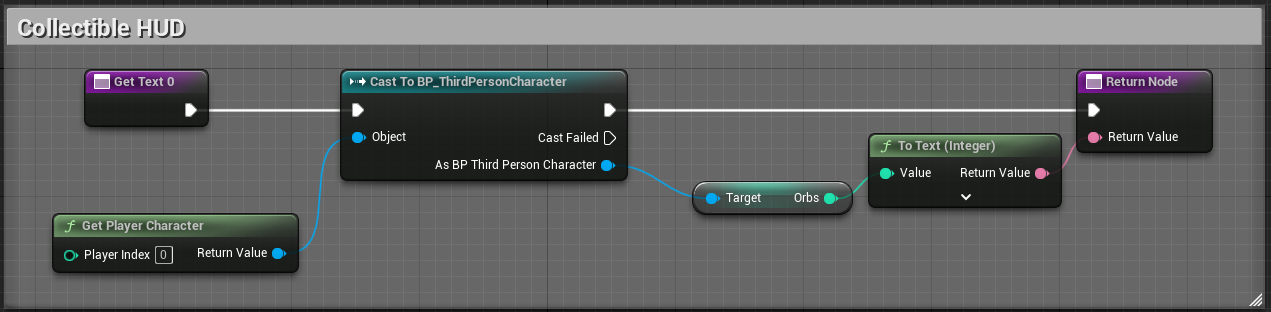 Collectible HUD
Get Text 0
Cast To BP_ThirdPersonCharacter
Return Node
Object
Cast Failed
Return Value
As BP Third Person Character
To Text (Integer)
Value
Return Value
Target
Orbs
Get Player Character
Player Index 0
Return Value